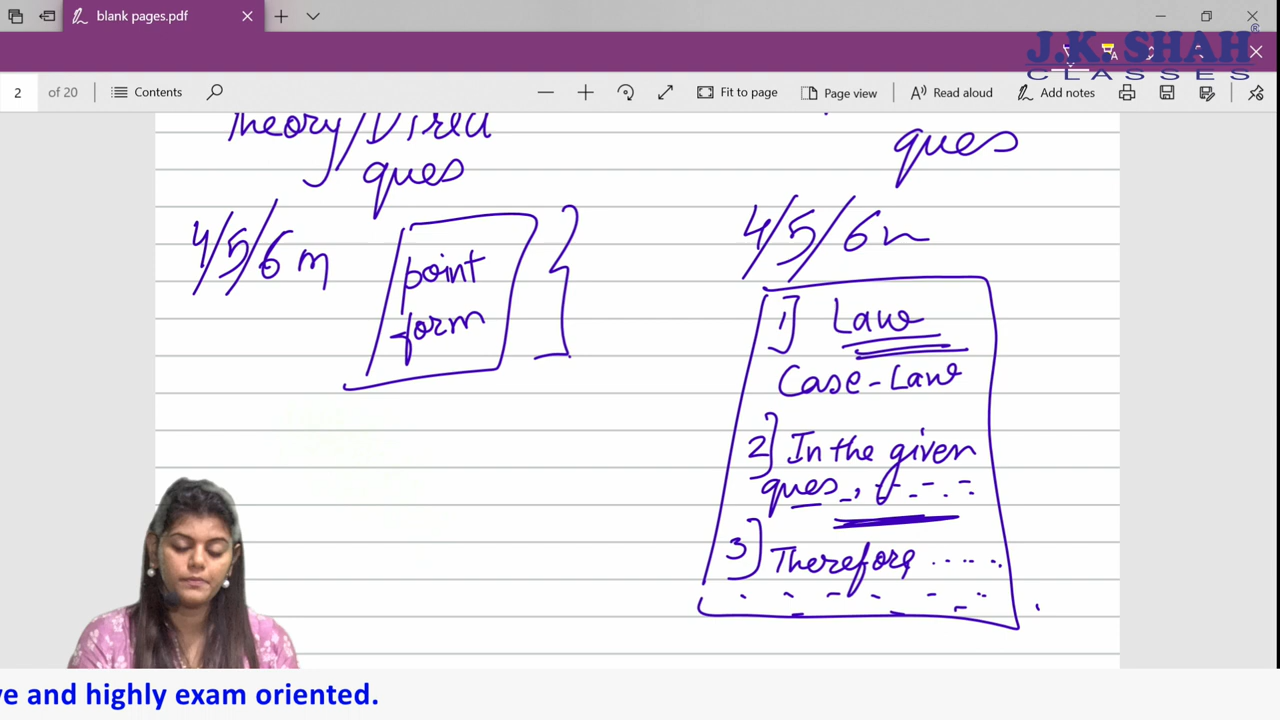 blank pages.pdf
J.K. SHAH®
CLASSES
2 of 20 Contents Fit to page Page view Read aloud Add notes
Theory/Direct
ques
4/5/6 m
point
form
ques
4/5/6m
1] Law
Case-Law
2] In the given
ques,
3] Therefore .....
ve and highly exam oriented.